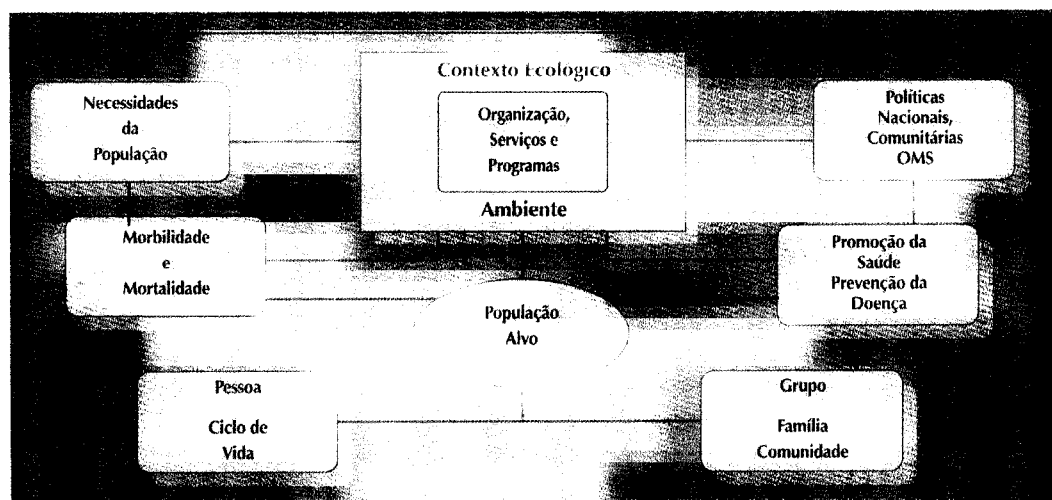 Contexto Ecológico
Organização,
Serviços e
Programas
Ambiente
Necessidades
da
População
Políticas
Nacionais,
Comunitárias
OMS
Morbilidade
e
Mortalidade
Promoção da
Saúde
Prevenção da
Doença
População
Alvo
Pessoa
Ciclo de
Vida
Grupo
Família
Comunidade